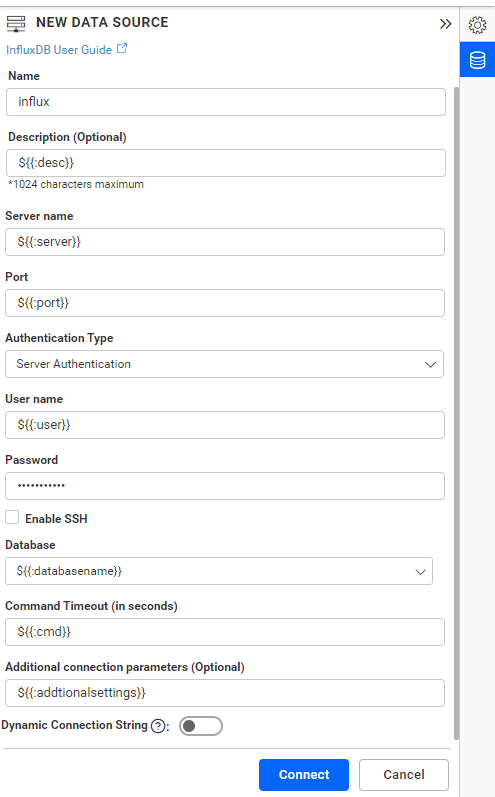 NEW DATA SOURCE
InfluxDB User Guide
Name
influx
Description (Optional)
${{:desc}}
*1024 characters maximum
Server name
${{:server}}
Port
${{:port}}
Authentication Type
Server Authentication
User name
${{:user}}
Password
•••••••••••
Enable SSH
Database
${{:databasename}}
Command Timeout (in seconds)
${{:cmd}}
Additional connection parameters (Optional)
${{:addtionalsettings}}
Dynamic Connection String ?:
Connect Cancel